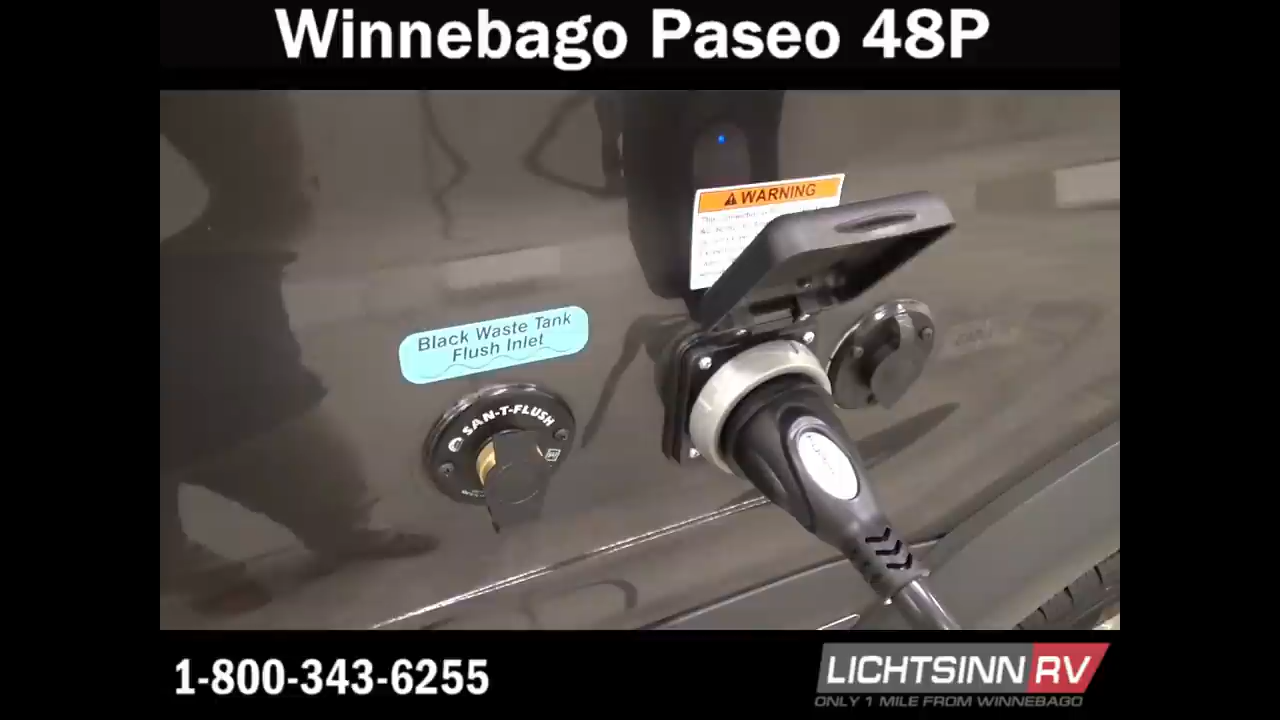 Winnebago Paseo 48P
WARNING
Black Waste Tank
Flush Inlet
SAN-T-FLUSH
1-800-343-6255
LICHTSINN RV
ONLY 1 MILE FROM WINNEBAGO